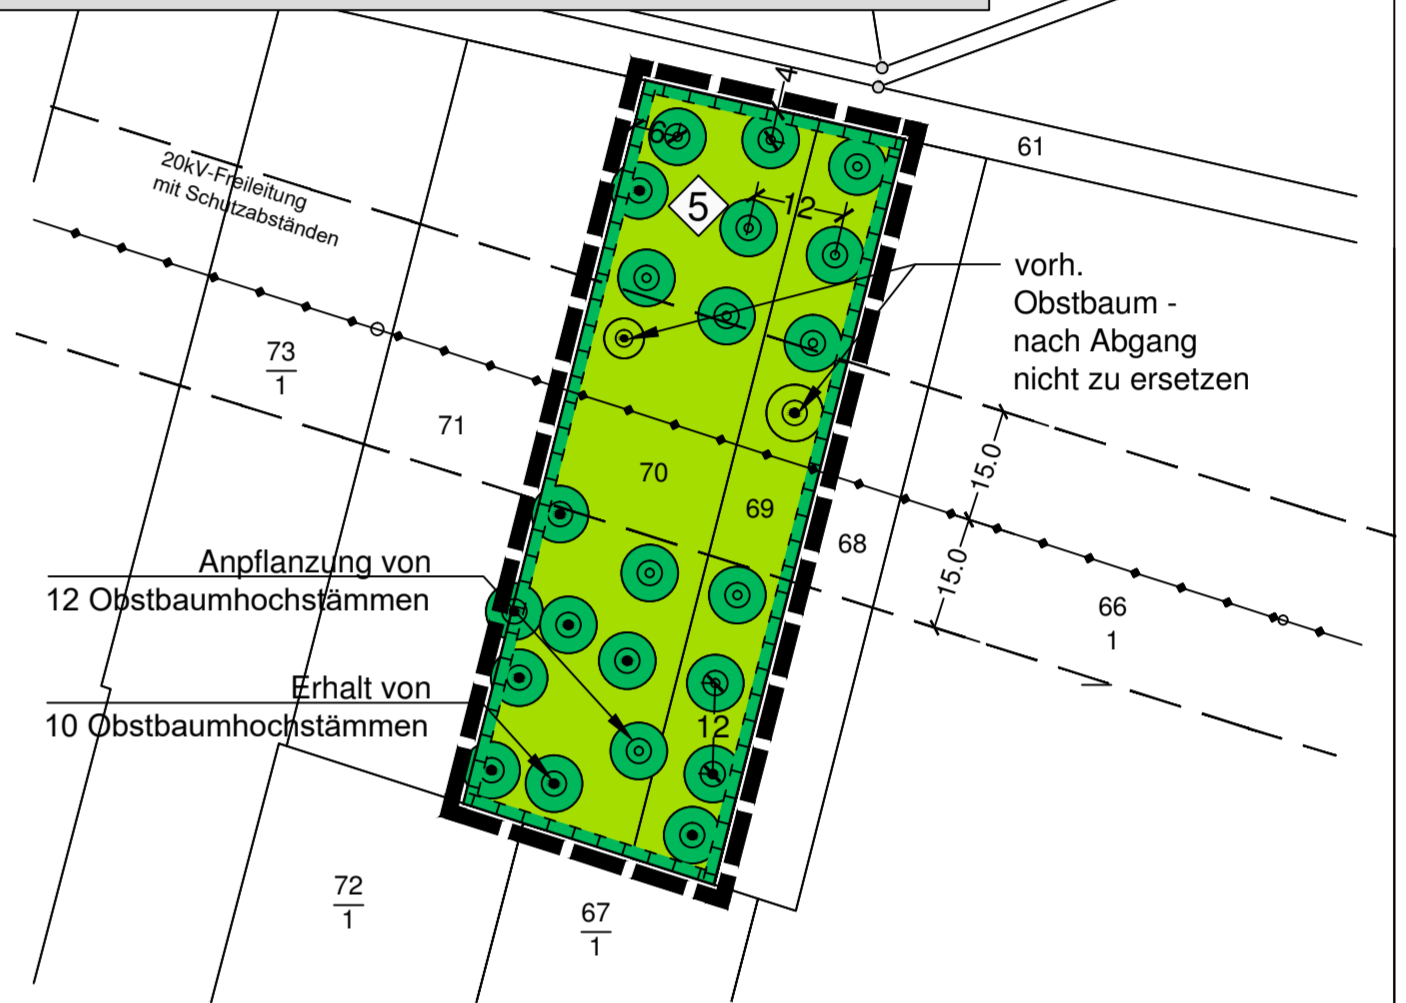 4
61
6
20kV-Freileitung
mit Schutzabständen
5
12
vorh.
Obstbaum -
nach Abgang
nicht zu ersetzen
73
1
71
70
69
68
15.0
15.0
66
1
Anpflanzung von
12 Obstbaumhochstämmen
Erhalt von
10 Obstbaumhochstämmen
12
72
1
67
1